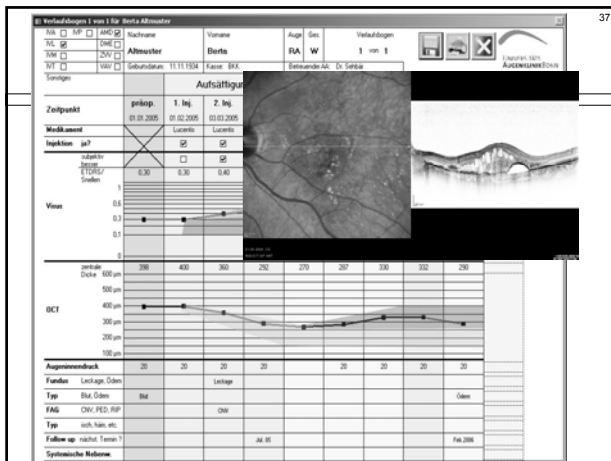 37
Verlaufsbogen 1 von 1 für Berta Altmuster
IVA IVP AMD Nachname Vorname Auge Ges. Verlaufbogen
IVL DME Altmuster Berta RA W 1 von 1
IVM ZVV
IVT VAV Geburtsdatum: 11.11.1934 Kasse: BKK. Betreuender AA: Dr. Sehbär
AUGENKLINIKBONN
Sonstiges
Aufsättigu
Zeitpunkt präop. 1. Inj. 2. Inj.
01.01.2005 01.02.2005 03.03.2005
Medikament Lucentis Lucentis
Injektion ja?
subjektiv
besser
ETDRS/ 0,30 0,30 0,40
Snellen
1
Visus 0,6
0,3
0,1
0
zentrale 398 400 360 292 270 287 330 332 290
Dicke 600 µm
500 µm
OCT 400 µm
300 µm
200 µm
100 µm
Augeninnendruck 20 20 20 20 20 20 20 20
Fundus Leckage, Ödem Leckage
Typ Blut, Ödem Blut Ödem
FAG CNV, PED, RIP CNV
Typ isch, häm, etc.
Follow up nächst. Termin ? Jul. 05 Feb.2006
Systemische Nebenw.